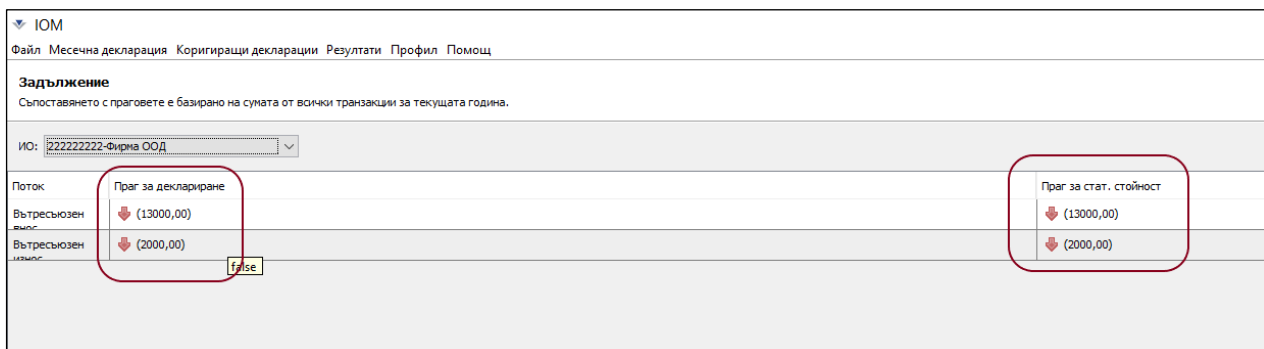 IOM
Файл Месечна декларация Коригиращи декларации Резултати Профил Помощ
Задължение
Съпоставянето с праговете е базирано на сумата от всички транзакции за текущата година.
ИО: 222222222-Фирма ООД
Поток Праг за деклариране Праг за стат. стойност
Вътресъюзен (13000,00) (13000,00)
внос
Вътресъюзен (2000,00) (2000,00)
износ
false